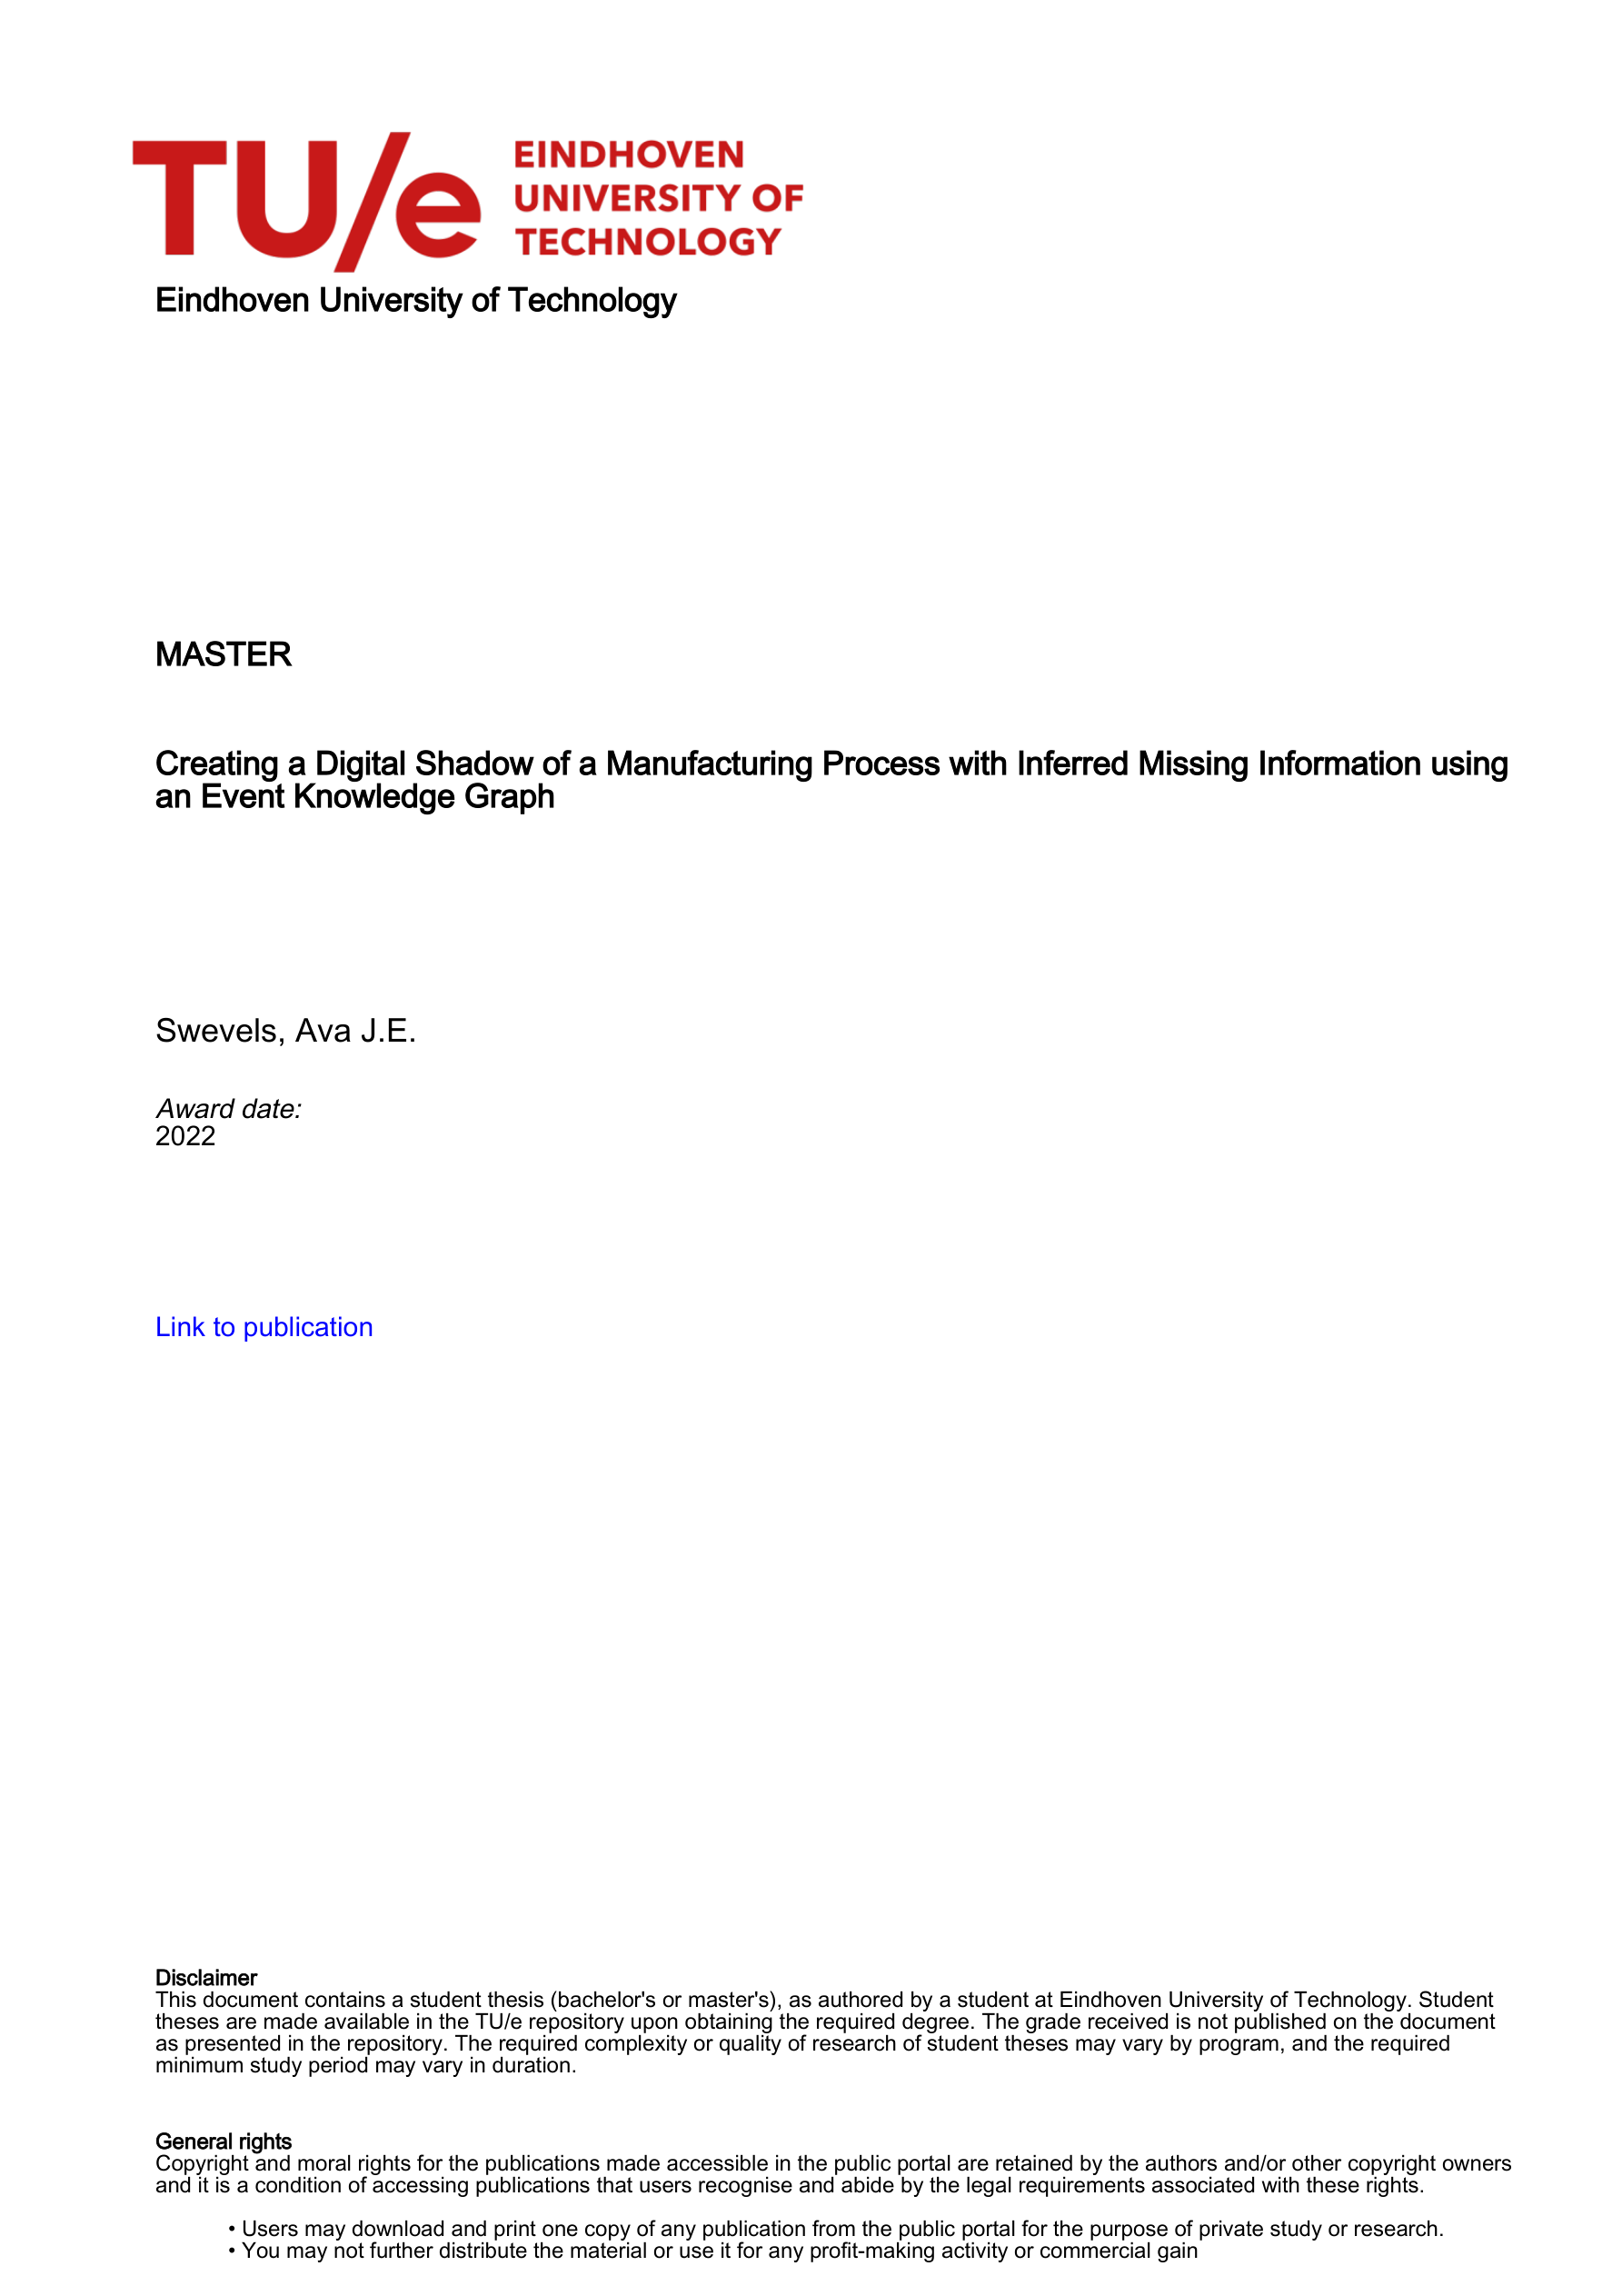 TU/e
EINDHOVEN
UNIVERSITY OF
TECHNOLOGY
Eindhoven University of Technology
MASTER
Creating a Digital Shadow of a Manufacturing Process with Inferred Missing Information using
an Event Knowledge Graph
Swevels, Ava J.E.
Award date:
2022
Link to publication
Disclaimer
This document contains a student thesis (bachelor's or master's), as authored by a student at Eindhoven University of Technology. Student
theses are made available in the TU/e repository upon obtaining the required degree. The grade received is not published on the document
as presented in the repository. The required complexity or quality of research of student theses may vary by program, and the required
minimum study period may vary in duration.
General rights
Copyright and moral rights for the publications made accessible in the public portal are retained by the authors and/or other copyright owners
and it is a condition of accessing publications that users recognise and abide by the legal requirements associated with these rights.
• Users may download and print one copy of any publication from the public portal for the purpose of private study or research.
• You may not further distribute the material or use it for any profit-making activity or commercial gain